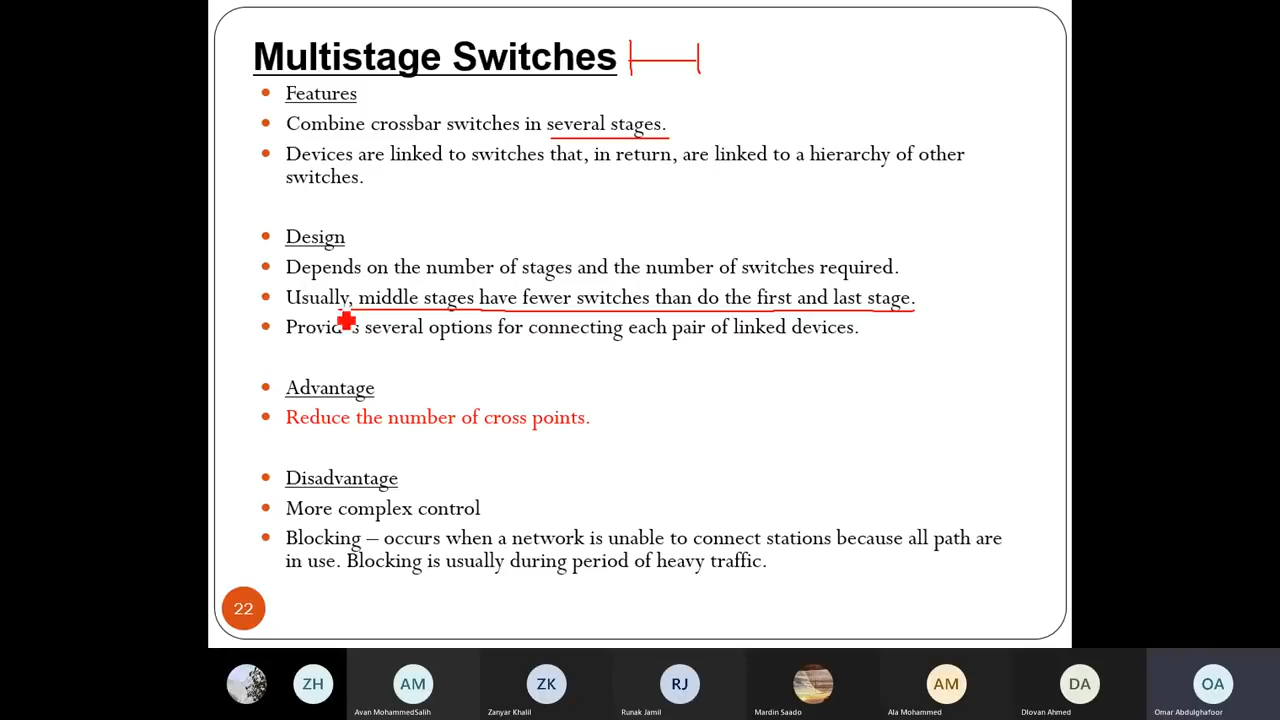 Multistage Switches
Features
Combine crossbar switches in several stages.
Devices are linked to switches that, in return, are linked to a hierarchy of other
switches.
Design
Depends on the number of stages and the number of switches required.
Usually, middle stages have fewer switches than do the first and last stage.
several options for connecting each pair of linked devices.
Advantage
Reduce the number of cross points.
Disadvantage
More complex control
Blocking – occurs when a network is unable to connect stations because all path are
in use. Blocking is usually during period of heavy traffic.
22
ZH AM ZK RJ AM DA OA
Avan MohammedSalih Zanyar Khalil Runak Jamil Mardin Saado Ala Mohammed Dlovan Ahmed Omar Abdulghafoor